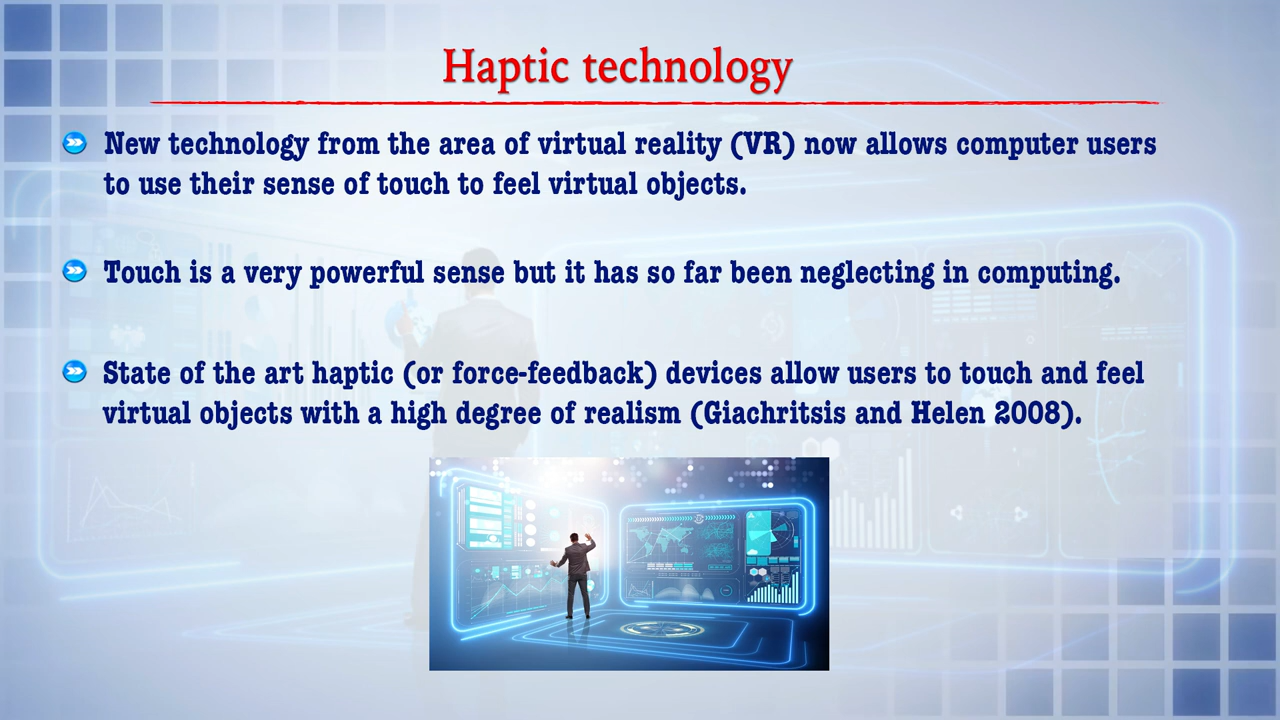 Haptic technology
New technology from the area of virtual reality (VR) now allows computer users
to use their sense of touch to feel virtual objects.
Touch is a very powerful sense but it has so far been neglecting in computing.
State of the art haptic (or force-feedback) devices allow users to touch and feel
virtual objects with a high degree of realism (Giachritsis and Helen 2008).